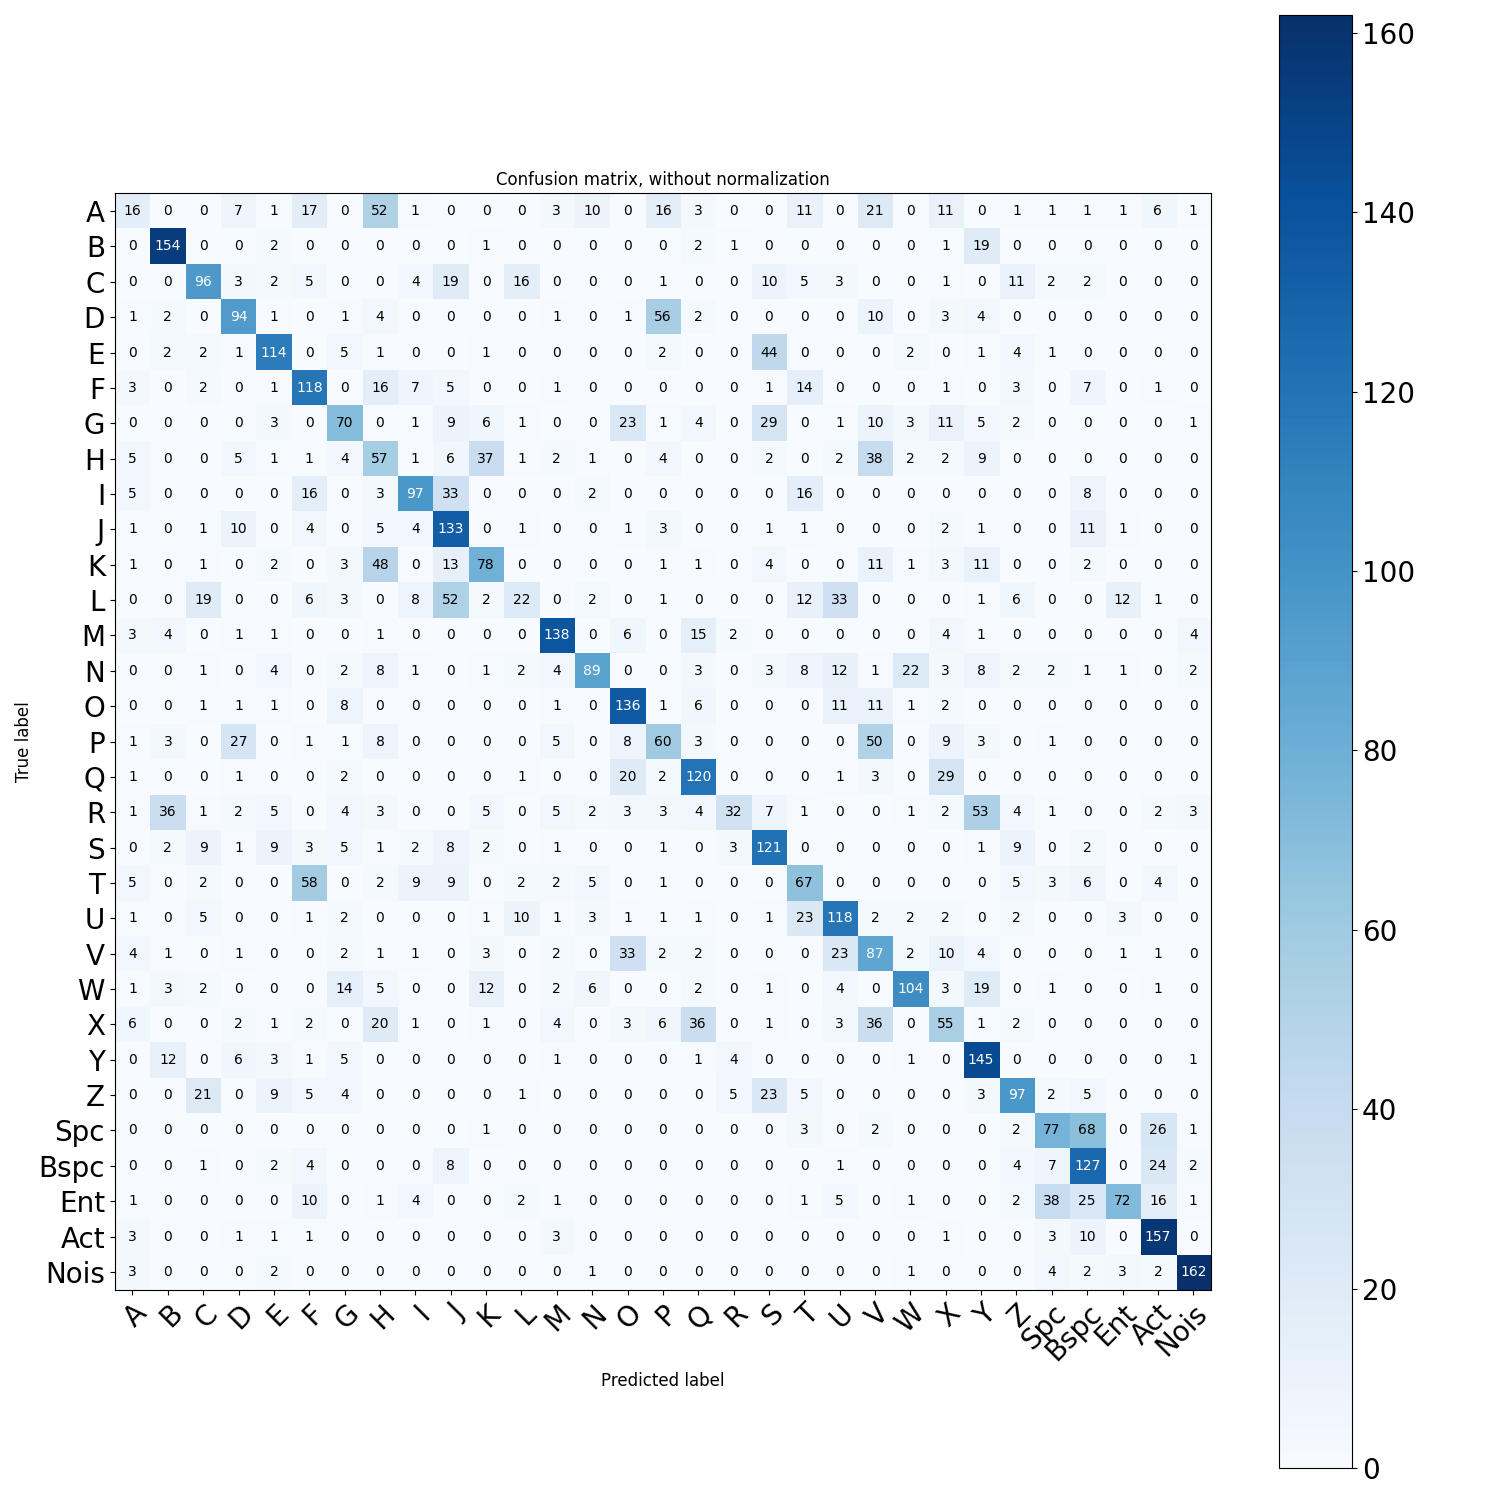 Confusion matrix, without normalization
A 16 0 0 7 1 17 0 52 1 0 0 0 3 10 0 16 3 0 0 11 0 21 0 11 0 1 1 1 1 6 1
B 0 154 0 0 2 0 0 0 0 0 1 0 0 0 0 0 2 1 0 0 0 0 0 1 19 0 0 0 0 0 0
C 0 0 96 3 2 5 0 0 4 19 0 16 0 0 0 1 0 0 10 5 3 0 0 1 0 11 2 2 0 0 0
D 1 2 0 94 1 0 1 4 0 0 0 0 1 0 1 56 2 0 0 0 0 10 0 3 4 0 0 0 0 0 0
E 0 2 2 1 114 0 5 1 0 0 1 0 0 0 0 2 0 0 44 0 0 0 2 0 1 4 1 0 0 0 0
F 3 0 2 0 1 118 0 16 7 5 0 0 1 0 0 0 0 0 1 14 0 0 0 1 0 3 0 7 0 1 0
G 0 0 0 0 3 0 70 0 1 9 6 1 0 0 23 1 4 0 29 0 1 10 3 11 5 2 0 0 0 0 1
H 5 0 0 5 1 1 4 57 1 6 37 1 2 1 0 4 0 0 2 0 2 38 2 2 9 0 0 0 0 0 0
I 5 0 0 0 0 16 0 3 97 33 0 0 0 2 0 0 0 0 0 16 0 0 0 0 0 0 0 8 0 0 0
J 1 0 1 10 0 4 0 5 4 133 0 1 0 0 1 3 0 0 1 1 0 0 0 2 1 0 0 11 1 0 0
K 1 0 1 0 2 0 3 48 0 13 78 0 0 0 0 1 1 0 4 0 0 11 1 3 11 0 0 2 0 0 0
L 0 0 19 0 0 6 3 0 8 52 2 22 0 2 0 1 0 0 0 12 33 0 0 0 1 6 0 0 12 1 0
M 3 4 0 1 1 0 0 1 0 0 0 0 138 0 6 0 15 2 0 0 0 0 0 4 1 0 0 0 0 0 4
N 0 0 1 0 4 0 2 8 1 0 1 2 4 89 0 0 3 0 3 8 12 1 22 3 8 2 2 1 1 0 2
O 0 0 1 1 1 0 8 0 0 0 0 0 1 0 136 1 6 0 0 0 11 11 1 2 0 0 0 0 0 0 0
P 1 3 0 27 0 1 1 8 0 0 0 0 5 0 8 60 3 0 0 0 0 50 0 9 3 0 1 0 0 0 0
Q 1 0 0 1 0 0 2 0 0 0 0 1 0 0 20 2 120 0 0 0 1 3 0 29 0 0 0 0 0 0 0
R 1 36 1 2 5 0 4 3 0 0 5 0 5 2 3 3 4 32 7 1 0 0 1 2 53 4 1 0 0 2 3
S 0 2 9 1 9 3 5 1 2 8 2 0 1 0 0 1 0 3 121 0 0 0 0 0 1 9 0 2 0 0 0
T 5 0 2 0 0 58 0 2 9 9 0 2 2 5 0 1 0 0 0 67 0 0 0 0 0 5 3 6 0 4 0
U 1 0 5 0 0 1 2 0 0 0 1 10 1 3 1 1 1 0 1 23 118 2 2 2 0 2 0 0 3 0 0
V 4 1 0 1 0 0 2 1 1 0 3 0 2 0 33 2 2 0 0 0 23 87 2 10 4 0 0 0 1 1 0
W 1 3 2 0 0 0 14 5 0 0 12 0 2 6 0 0 2 0 1 0 4 0 104 3 19 0 1 0 0 1 0
X 6 0 0 2 1 2 0 20 1 0 1 0 4 0 3 6 36 0 1 0 3 36 0 55 1 2 0 0 0 0 0
Y 0 12 0 6 3 1 5 0 0 0 0 0 1 0 0 0 1 4 0 0 0 0 1 0 145 0 0 0 0 0 1
Z 0 0 21 0 9 5 4 0 0 0 0 1 0 0 0 0 0 5 23 5 0 0 0 0 3 97 2 5 0 0 0
Spc 0 0 0 0 0 0 0 0 0 0 1 0 0 0 0 0 0 0 0 3 0 2 0 0 0 2 77 68 0 26 1
Bspc 0 0 1 0 2 4 0 0 0 8 0 0 0 0 0 0 0 0 0 0 1 0 0 0 0 4 7 127 0 24 2
Ent 1 0 0 0 0 10 0 1 4 0 0 2 1 0 0 0 0 0 0 1 5 0 1 0 0 2 38 25 72 16 1
Act 3 0 0 1 1 1 0 0 0 0 0 0 3 0 0 0 0 0 0 0 0 0 0 1 0 0 3 10 0 157 0
Nois 3 0 0 0 2 0 0 0 0 0 0 0 0 1 0 0 0 0 0 0 0 0 1 0 0 0 4 2 3 2 162
A B C D E F G H I J K L M N O P Q R S T U V W X Y Z Spc Bspc Ent Act Nois
Predicted label
True label
160
140
120
100
80
60
40
20
0